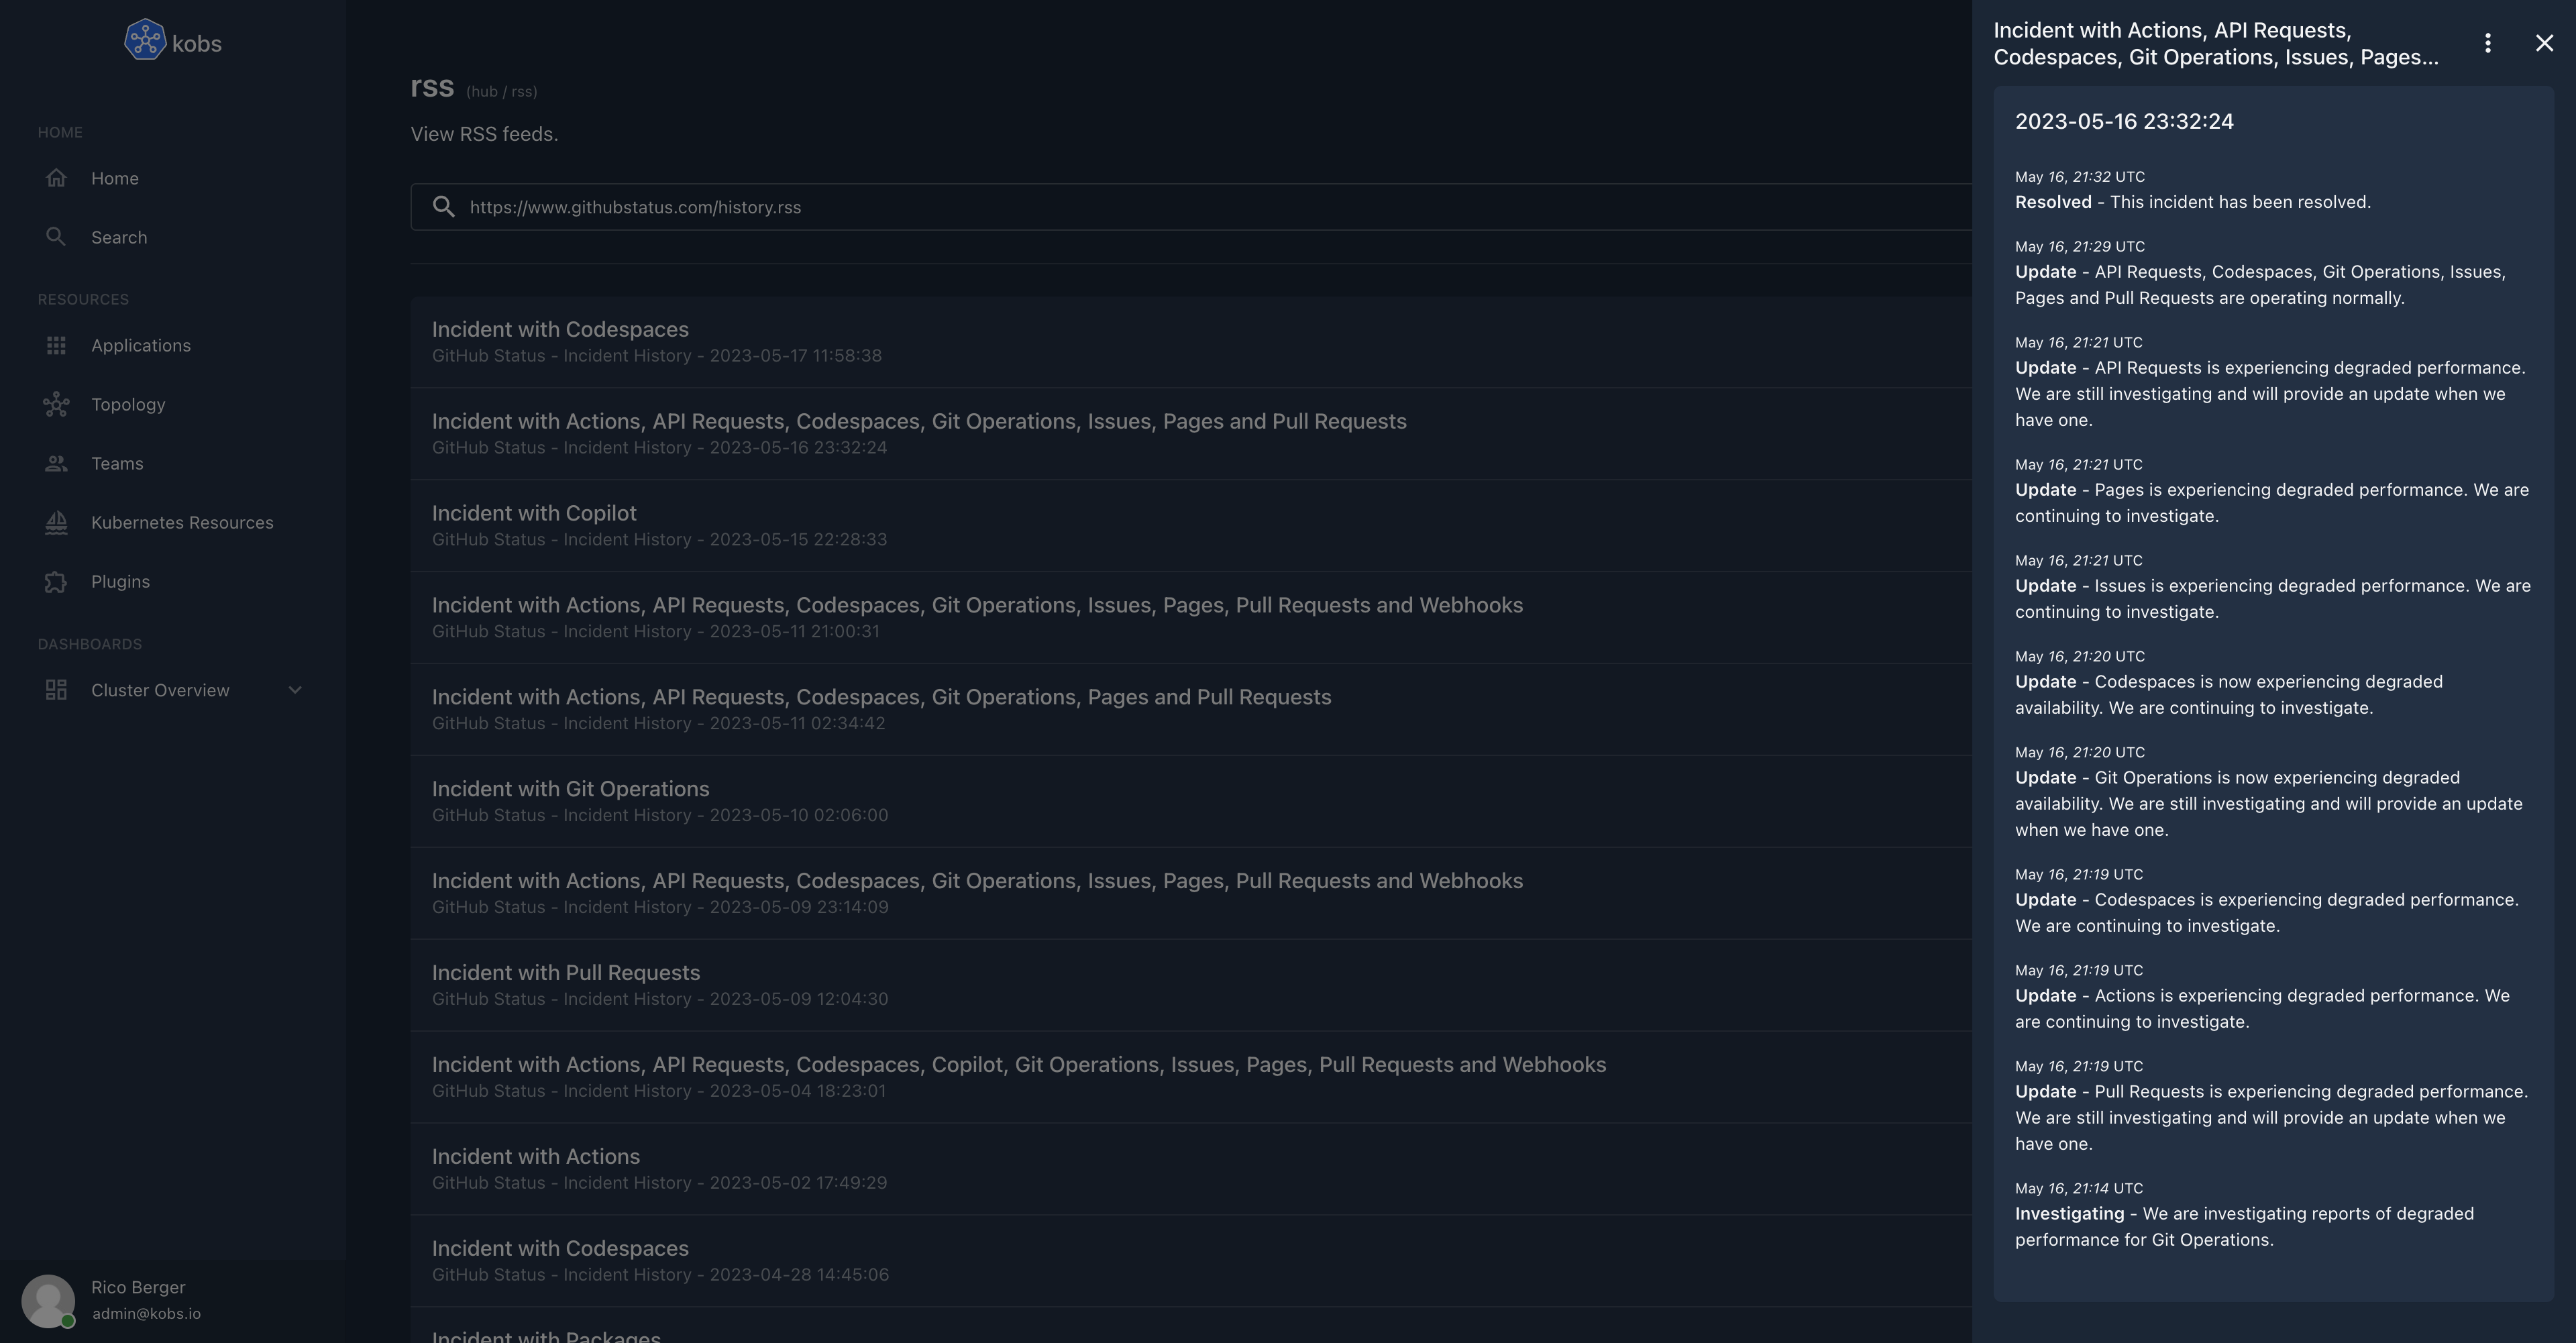 kobs
HOME
Home
Search
RESOURCES
Applications
Topology
Teams
Kubernetes Resources
Plugins
DASHBOARDS
Cluster Overview
Rico Berger
admin@kobs.io
rss (hub / rss)
View RSS feeds.
https://www.githubstatus.com/history.rss
Incident with Codespaces
GitHub Status - Incident History - 2023-05-17 11:58:38
Incident with Actions, API Requests, Codespaces, Git Operations, Issues, Pages and Pull Requests
GitHub Status - Incident History - 2023-05-16 23:32:24
Incident with Copilot
GitHub Status - Incident History - 2023-05-15 22:28:33
Incident with Actions, API Requests, Codespaces, Git Operations, Issues, Pages, Pull Requests and Webhooks
GitHub Status - Incident History - 2023-05-11 21:00:31
Incident with Actions, API Requests, Codespaces, Git Operations, Pages and Pull Requests
GitHub Status - Incident History - 2023-05-11 02:34:42
Incident with Git Operations
GitHub Status - Incident History - 2023-05-10 02:06:00
Incident with Actions, API Requests, Codespaces, Git Operations, Issues, Pages, Pull Requests and Webhooks
GitHub Status - Incident History - 2023-05-09 23:14:09
Incident with Pull Requests
GitHub Status - Incident History - 2023-05-09 12:04:30
Incident with Actions, API Requests, Codespaces, Copilot, Git Operations, Issues, Pages, Pull Requests and Webhooks
GitHub Status - Incident History - 2023-05-04 18:23:01
Incident with Actions
GitHub Status - Incident History - 2023-05-02 17:49:29
Incident with Codespaces
GitHub Status - Incident History - 2023-04-28 14:45:06
Incident with Packages
Incident with Actions, API Requests,
Codespaces, Git Operations, Issues, Pages...
2023-05-16 23:32:24
May 16, 21:32 UTC
Resolved - This incident has been resolved.
May 16, 21:29 UTC
Update - API Requests, Codespaces, Git Operations, Issues,
Pages and Pull Requests are operating normally.
May 16, 21:21 UTC
Update - API Requests is experiencing degraded performance.
We are still investigating and will provide an update when we
have one.
May 16, 21:21 UTC
Update - Pages is experiencing degraded performance. We are
continuing to investigate.
May 16, 21:21 UTC
Update - Issues is experiencing degraded performance. We are
continuing to investigate.
May 16, 21:20 UTC
Update - Codespaces is now experiencing degraded
availability. We are continuing to investigate.
May 16, 21:20 UTC
Update - Git Operations is now experiencing degraded
availability. We are still investigating and will provide an update
when we have one.
May 16, 21:19 UTC
Update - Codespaces is experiencing degraded performance.
We are continuing to investigate.
May 16, 21:19 UTC
Update - Actions is experiencing degraded performance. We
are continuing to investigate.
May 16, 21:19 UTC
Update - Pull Requests is experiencing degraded performance.
We are still investigating and will provide an update when we
have one.
May 16, 21:14 UTC
Investigating - We are investigating reports of degraded
performance for Git Operations.